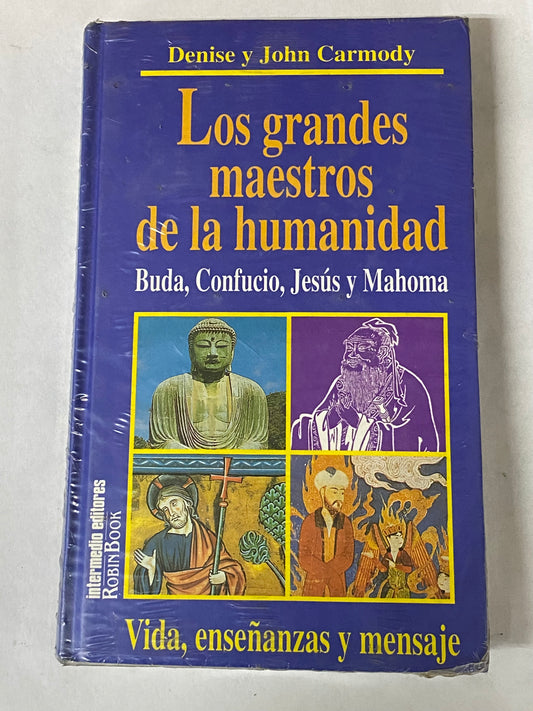 Denise y John Carmody
Los grandes
maestros
de la humanidad
Buda, Confucio, Jesús y Mahoma
intermedio editores
ROBINBOOK
Vida, enseñanzas y mensaje